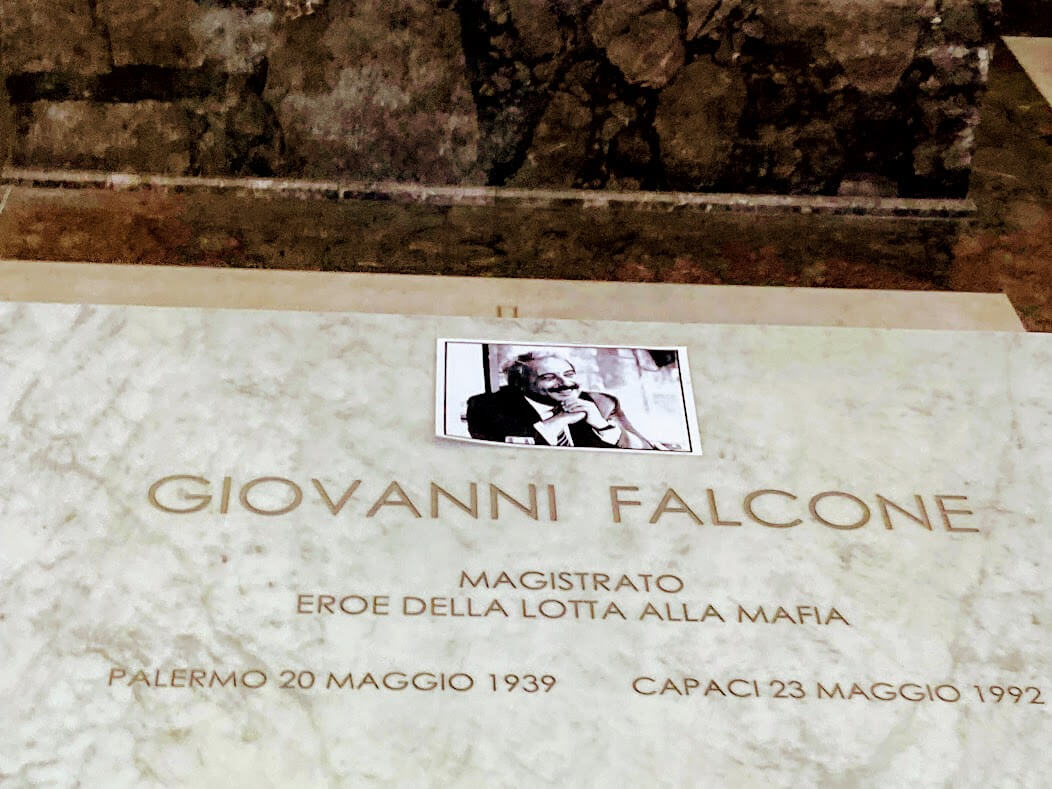 GIOVANNI FALCONE
MAGISTRATO
EROE DELLA LOTTA ALLA MAFIA
PALERMO 20 MAGGIO 1939 CAPACI 23 MAGGIO 1992